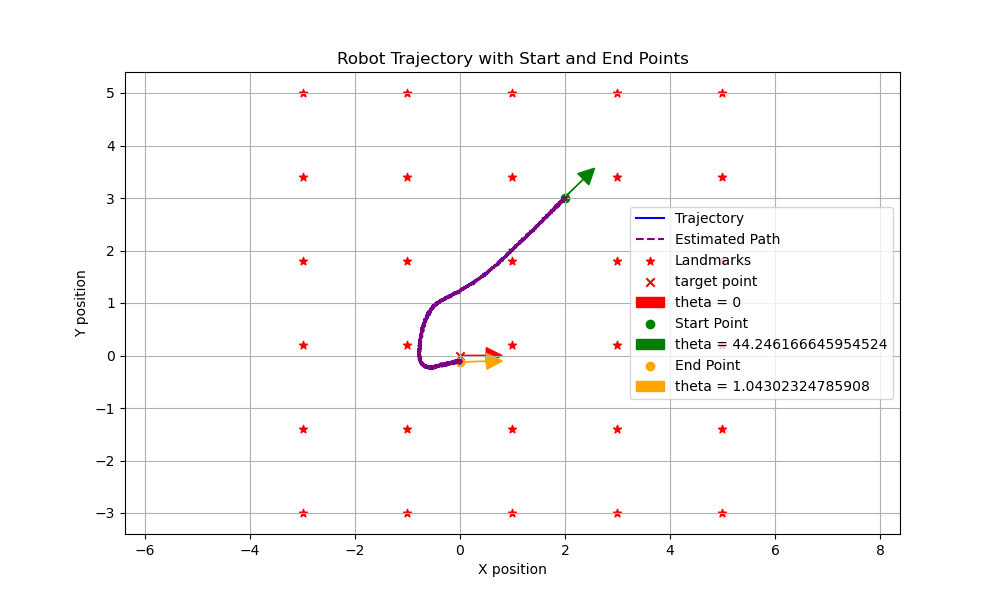 Robot Trajectory with Start and End Points
Y position
5
4
3
2
1
0
−1
−2
−3
Trajectory
Estimated Path
Landmarks
target point
theta = 0
Start Point
theta = 44.246166645954524
End Point
theta = 1.04302324785908
−6
−4
−2
0
2
4
6
8
X position